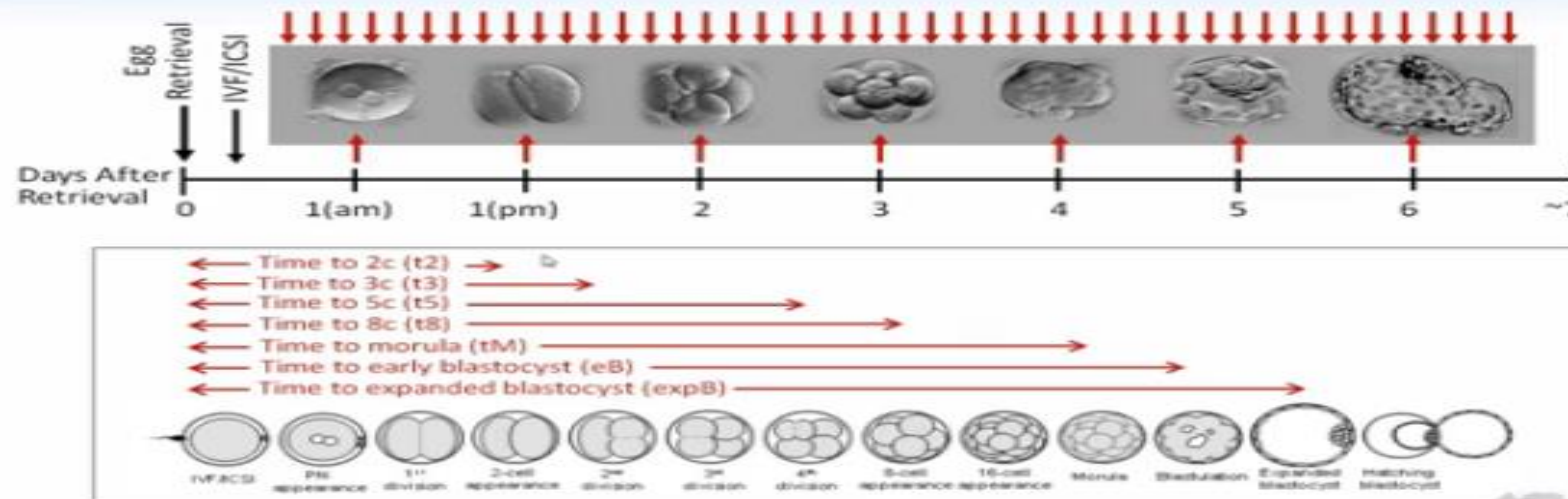 Egg
Retrieval
IVF/ICSI
Days After
Retrieval
0 1(am) 1(pm) 2 3 4 5 6
Time to 2c (t2)
Time to 3c (t3)
Time to 5c (t5)
Time to 8c (t8)
Time to morula (tM)
Time to early blastocyst (eB)
Time to expanded blastocyst (expB)
IVF/ICSI
PN
appearance
1st
division
2-cell
appearance
2nd
division
3rd
division
4th
division
8-cell
appearance
16-cell
appearance
Morula
Blastulation
Expanded
blastocyst
Hatching
blastocyst